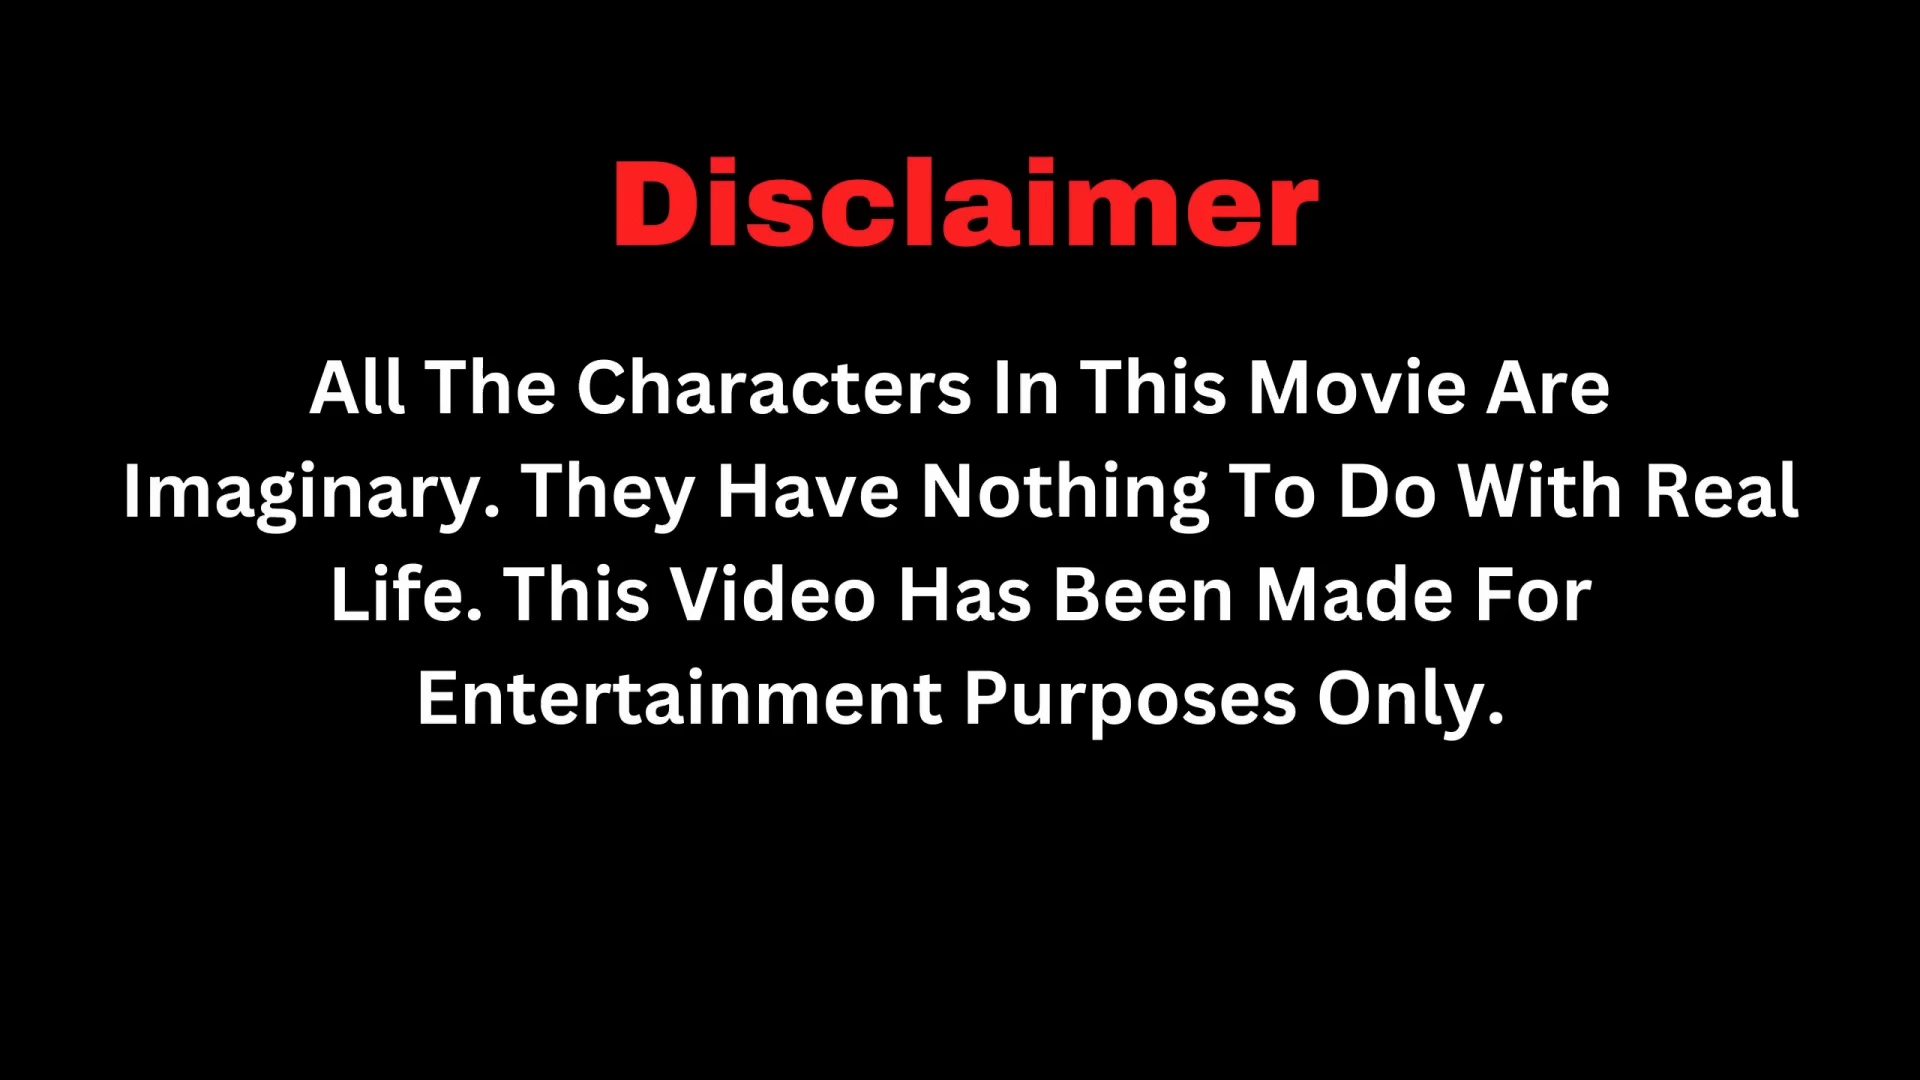 Disclaimer
All The Characters In This Movie Are
Imaginary. They Have Nothing To Do With Real
Life. This Video Has Been Made For
Entertainment Purposes Only.